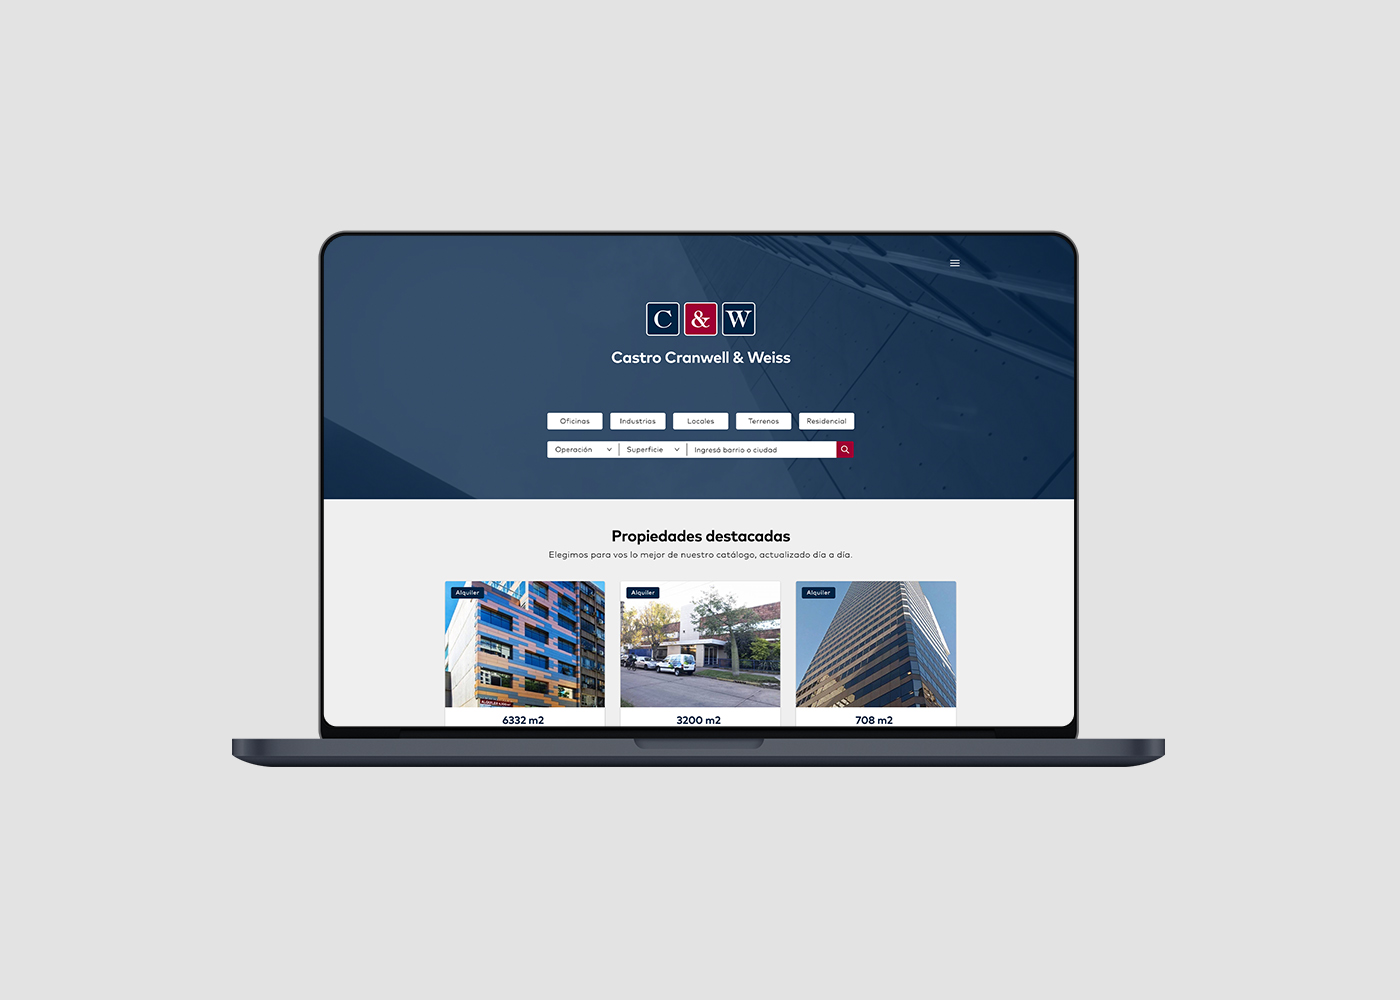 C & W
Castro Cranwell & Weiss
Oficinas Industrias Locales Terrenos Residencial
Operación Superficie Ingresá barrio o ciudad
Propiedades destacadas
Elegimos para vos lo mejor de nuestro catálogo, actualizado día a día.
Alquiler Alquiler Alquiler
6332 m2 3200 m2 708 m2